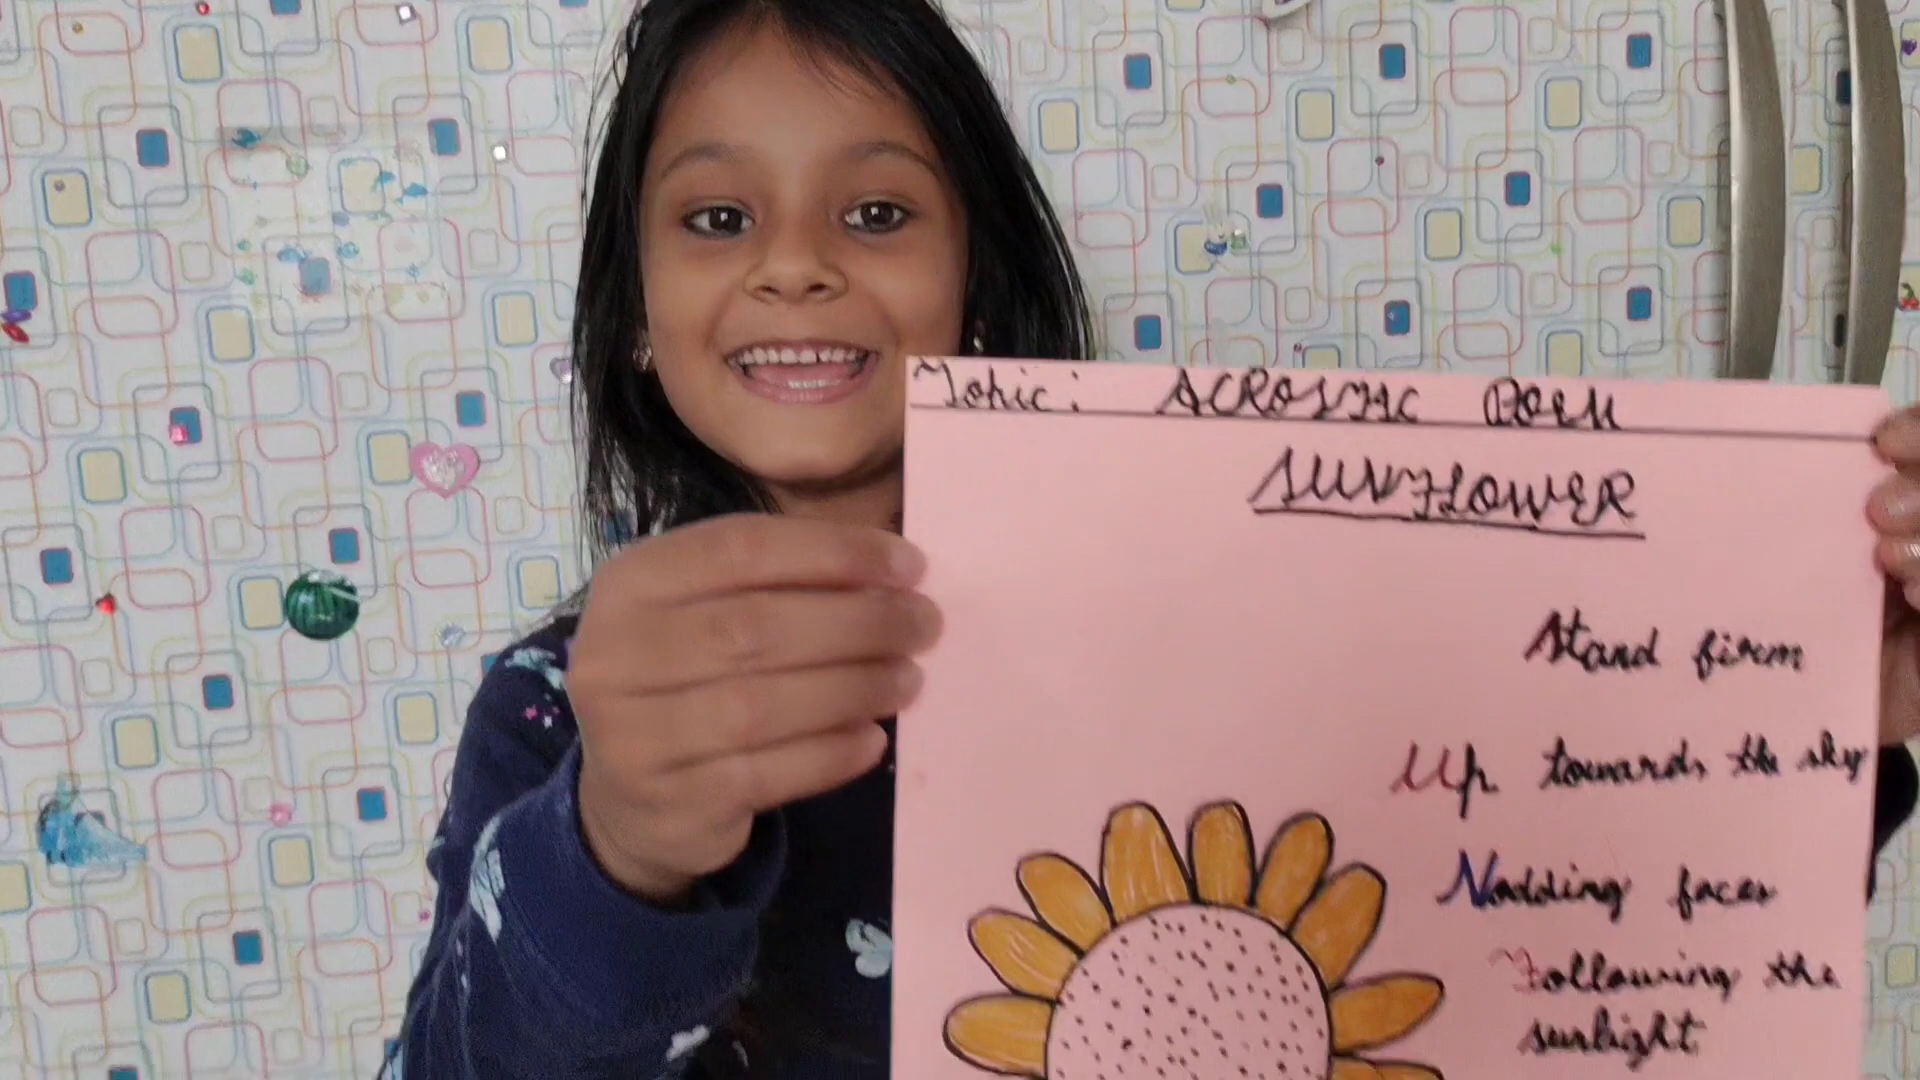 Topic: ACROSTIC POEM
SUNFLOWER
Stand firm
Up towards the sky
Nodding faces
Following the
sunlight